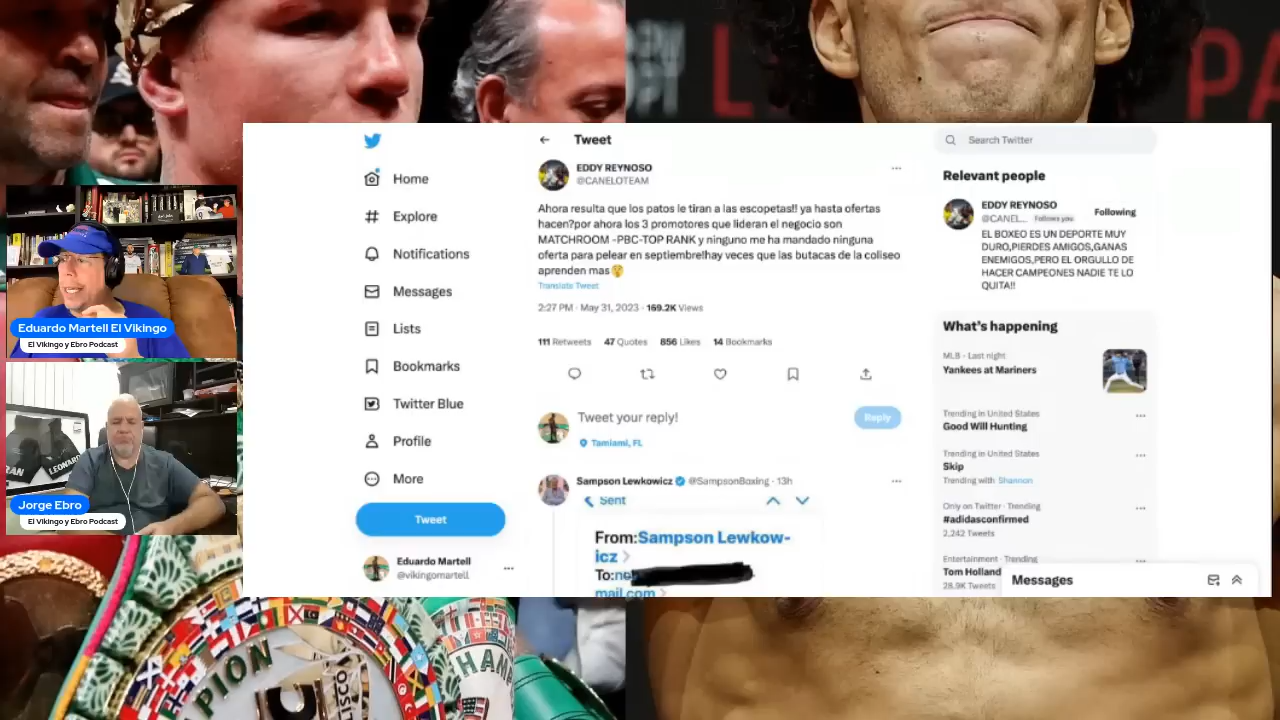 Tweet
Search Twitter
Home
Explore
Notifications
Messages
Lists
Bookmarks
Twitter Blue
Profile
More
Tweet
Eduardo Martell
@vikingomartell
EDDY REYNOSO
@CANELOTEAM
Ahora resulta que los patos le tiran a las escopetas!! ya hasta ofertas
hacen?por ahora los 3 promotores que lideran el negocio son
MATCHROOM -PBC-TOP RANK y ninguno me ha mandado ninguna
oferta para pelear en septiembre!hay veces que las butacas de la coliseo
aprenden mas🤫
Translate Tweet
2:27 PM · May 31, 2023 · 169.2K Views
111 Retweets 47 Quotes 856 Likes 14 Bookmarks
Tweet your reply!
Reply
Tamiami, FL
Sampson Lewkowicz @SampsonBoxing · 13h
Sent
From:Sampson Lewkow-
icz
To:
mail.com
Relevant people
EDDY REYNOSO
@CANEL... Follows you
Following
EL BOXEO ES UN DEPORTE MUY
DURO,PIERDES AMIGOS,GANAS
ENEMIGOS,PERO EL ORGULLO DE
HACER CAMPEONES NADIE TE LO
QUITA!!
What's happening
MLB · Last night
Yankees at Mariners
Trending in United States
Good Will Hunting
Trending in United States
Skip
Trending with Shannon
Only on Twitter · Trending
#adidasconfirmed
2,242 Tweets
Entertainment · Trending
Tom Holland
28.9K Tweets
Messages
Eduardo Martell El Vikingo
El Vikingo y Ebro Podcast
LEONARD
Jorge Ebro
El Vikingo y Ebro Podcast
L
PA
PION